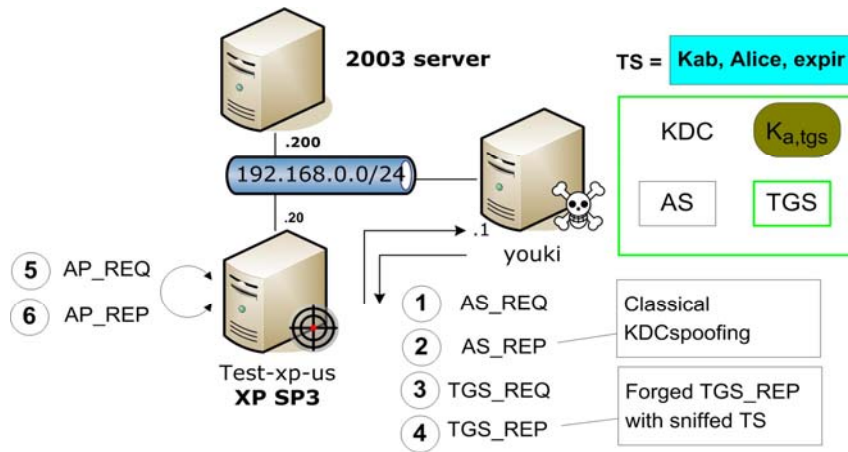 2003 server
TS = Kab, Alice, expir
.200
192.168.0.0/24
.20
.1
youki
KDC
Ka,tgs
AS
TGS
5 AP_REQ
6 AP_REP
Test-xp-us
XP SP3
1 AS_REQ
2 AS_REP
3 TGS_REQ
4 TGS_REP
Classical
KDCspoofing
Forged TGS_REP
with sniffed TS